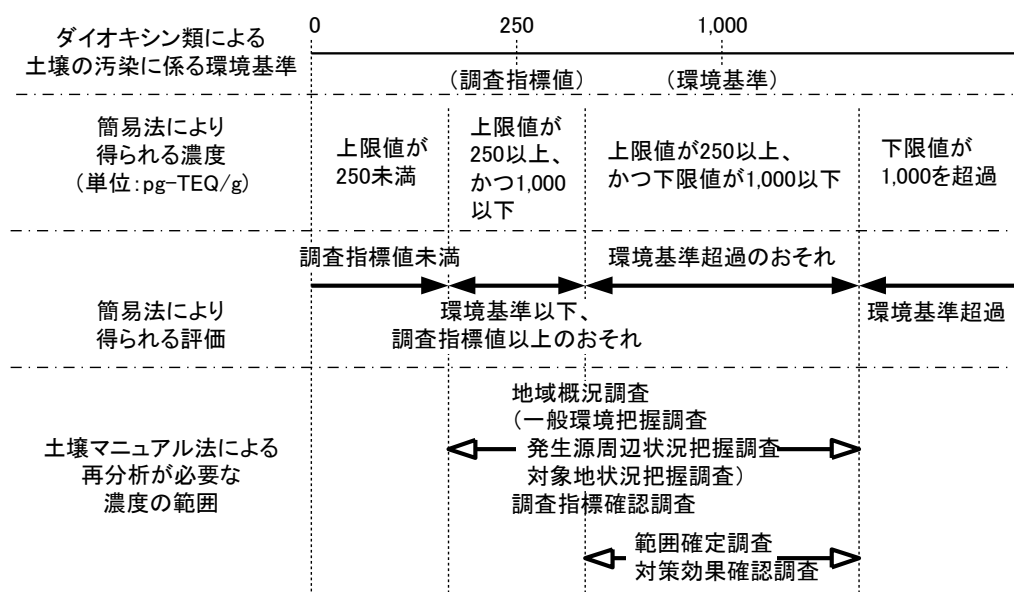 ダイオキシン類による
土壌の汚染に係る環境基準
0
250
1,000
(調査指標値)
(環境基準)
簡易法により
得られる濃度
(単位:pg-TEQ/g)
上限値が
250未満
上限値が
250以上、
かつ1,000
以下
上限値が250以上、
かつ下限値が1,000以下
下限値が
1,000を超過
簡易法により
得られる評価
調査指標値未満
環境基準以下、
調査指標値以上のおそれ
環境基準超過のおそれ
環境基準超過
土壌マニュアル法による
再分析が必要な
濃度の範囲
地域概況調査
(一般環境把握調査
発生源周辺状況把握調査
対象地状況把握調査)
調査指標確認調査
範囲確定調査
対策効果確認調査